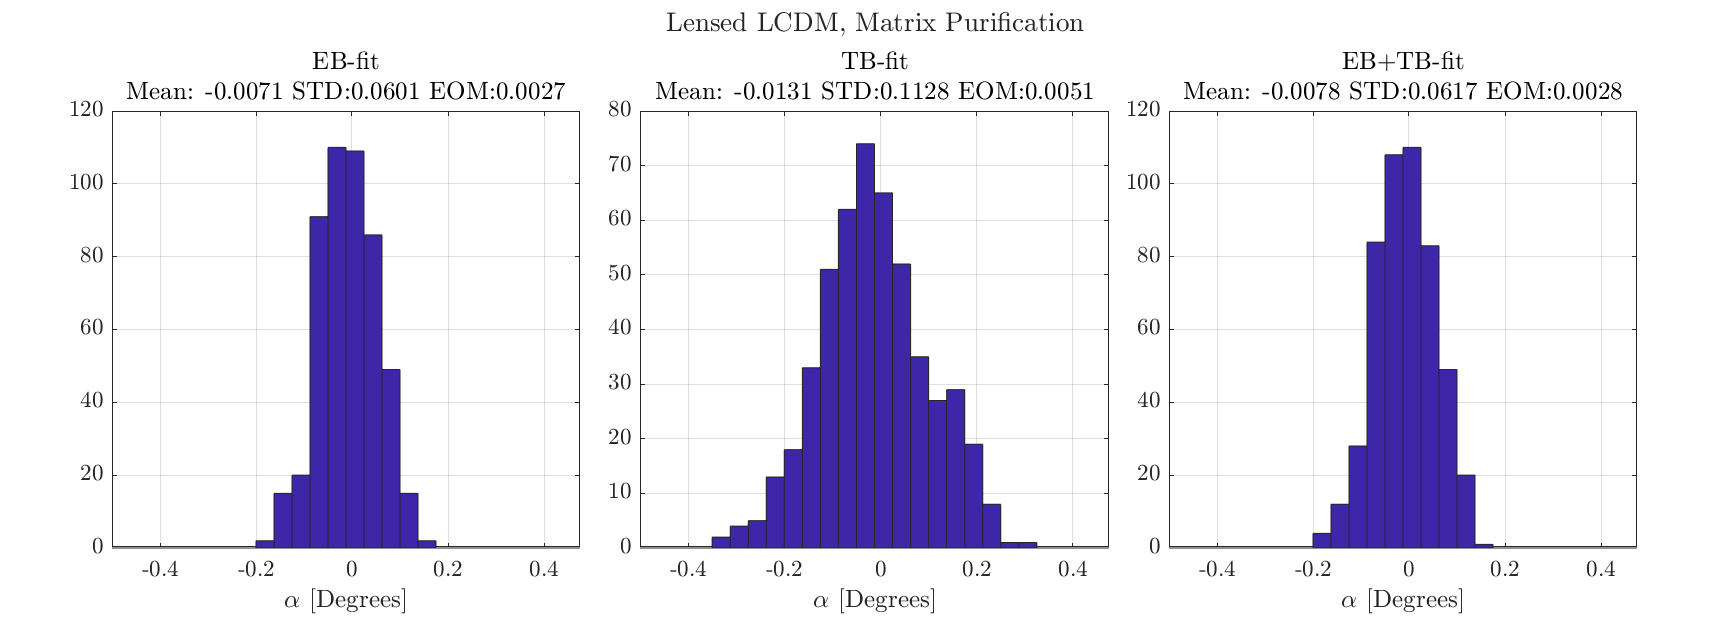 Lensed LCDM, Matrix Purification
EB-fit
Mean: -0.0071 STD:0.0601 EOM:0.0027
120
100
80
60
40
20
0
-0.4 -0.2 0 0.2 0.4
α [Degrees]
TB-fit
Mean: -0.0131 STD:0.1128 EOM:0.0051
80
70
60
50
40
30
20
10
0
-0.4 -0.2 0 0.2 0.4
α [Degrees]
EB+TB-fit
Mean: -0.0078 STD:0.0617 EOM:0.0028
120
100
80
60
40
20
0
-0.4 -0.2 0 0.2 0.4
α [Degrees]